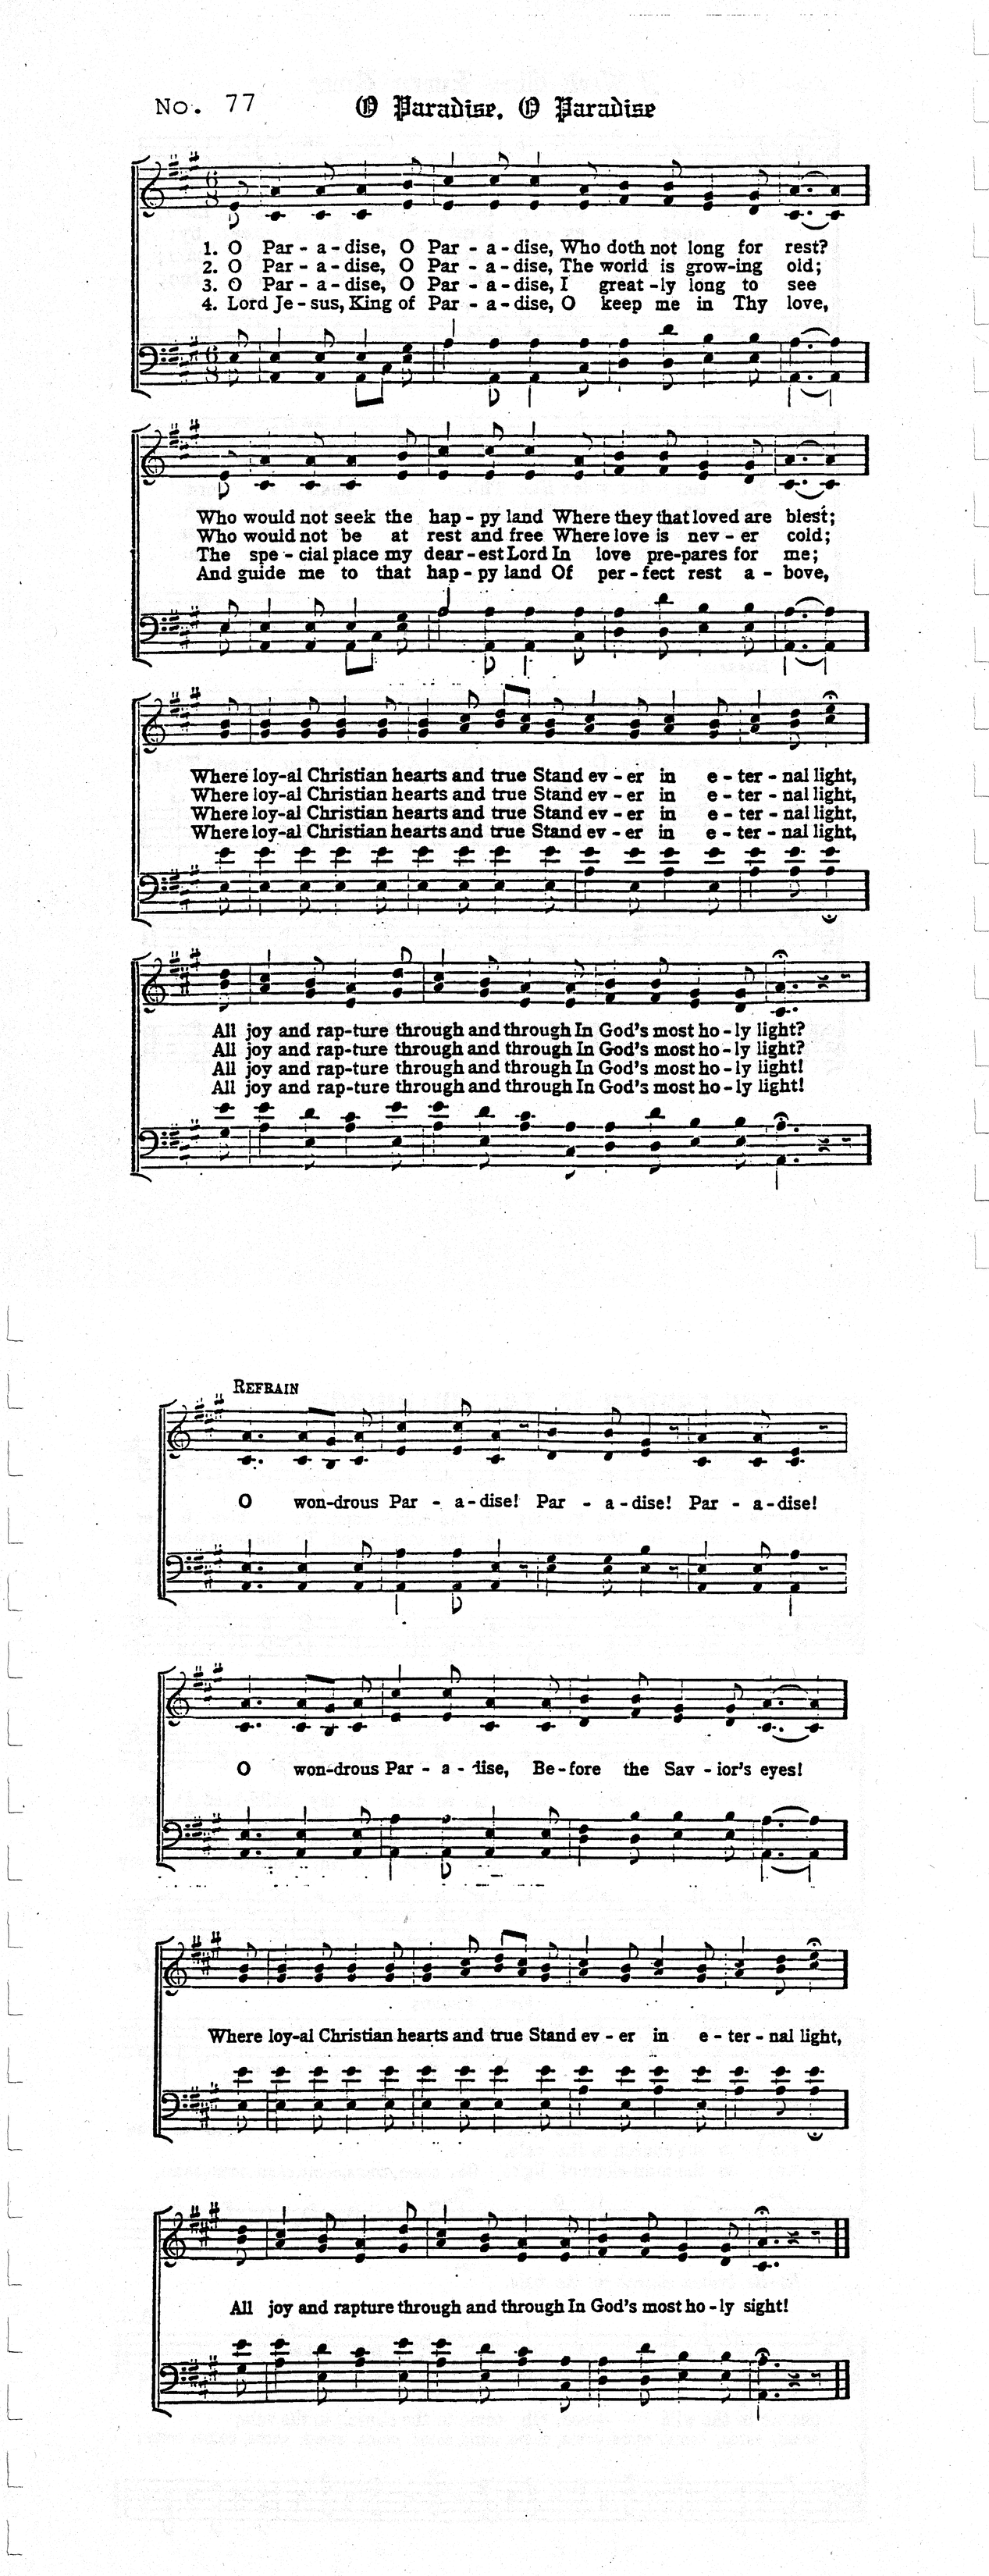 No. 77 O Paradise, O Paradise
1. O Par - a - dise, O Par - a - dise, Who doth not long for rest?
2. O Par - a - dise, O Par - a - dise, The world is grow-ing old;
3. O Par - a - dise, O Par - a - dise, I great - ly long to see
4. Lord Je - sus, King of Par - a - dise, O keep me in Thy love,
Who would not seek the hap - py land Where they that loved are blest;
Who would not be at rest and free Where love is nev - er cold;
The spe - cial place my dear - est Lord In love pre-pares for me;
And guide me to that hap - py land Of per - fect rest a - bove,
Where loy-al Christian hearts and true Stand ev - er in e - ter - nal light,
Where loy-al Christian hearts and true Stand ev - er in e - ter - nal light,
Where loy-al Christian hearts and true Stand ev - er in e - ter - nal light,
Where loy-al Christian hearts and true Stand ev - er in e - ter - nal light,
All joy and rap-ture through and through In God's most ho - ly light?
All joy and rap-ture through and through In God's most ho - ly light?
All joy and rap-ture through and through In God's most ho - ly light!
All joy and rap-ture through and through In God's most ho - ly light!
REFRAIN
O won-drous Par - a - dise! Par - a - dise! Par - a - dise!
O won-drous Par - a - dise, Be - fore the Sav - ior's eyes!
Where loy-al Christian hearts and true Stand ev - er in e - ter - nal light,
All joy and rapture through and through In God's most ho - ly sight!